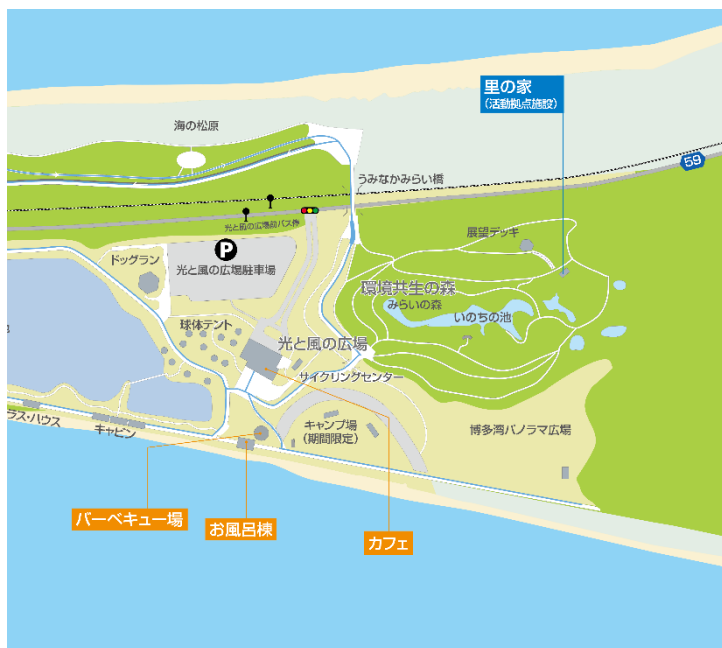 里の家
(活動拠点施設)
海の松原
59
うみなかみらい橋
光と風の広場前バス停
展望デッキ
P
ドッグラン
光と風の広場駐車場
環境共生の森
みらいの森
いのちの池
球体テント
光と風の広場
サイクリングセンター
ラス・ハウス
キャビン
キャンプ場
(期間限定)
博多湾パノラマ広場
バーベキュー場
お風呂棟
カフェ